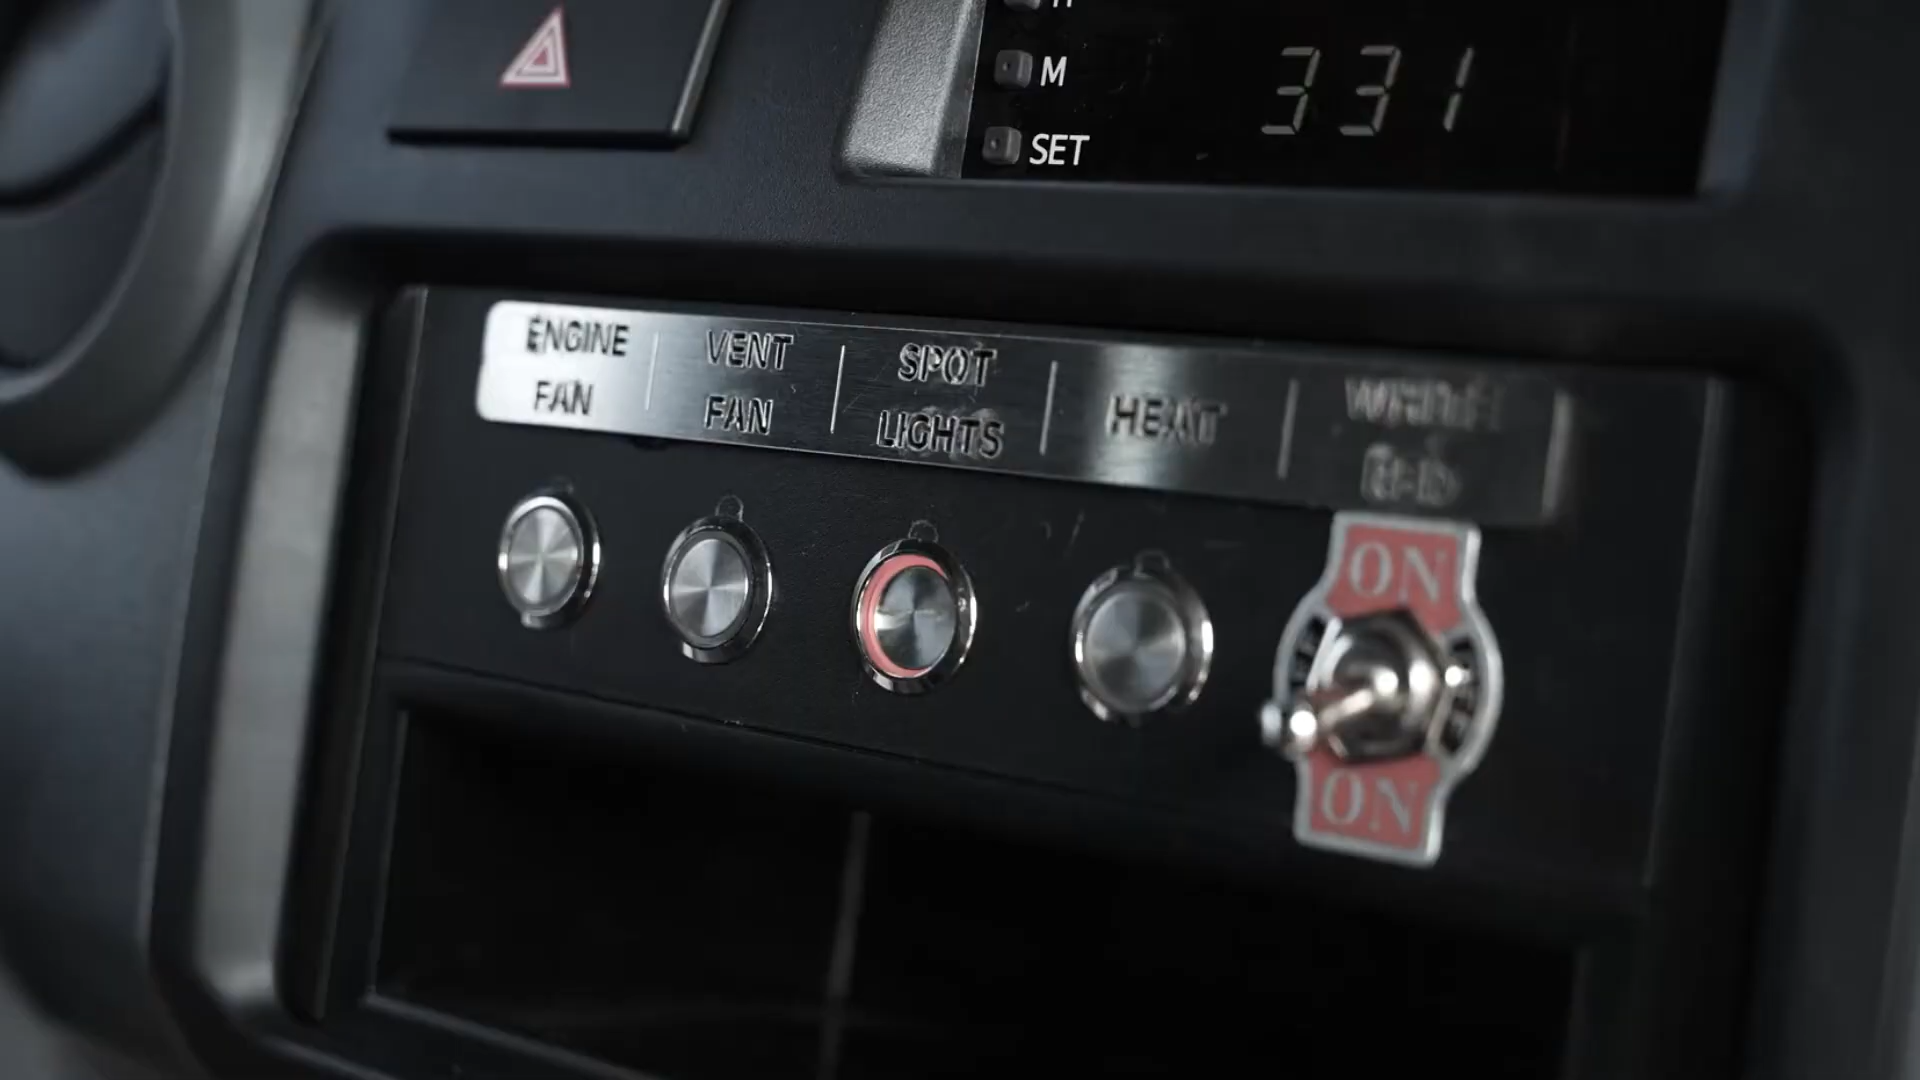 M
331
SET
ENGINE
FAN
VENT
FAN
SPOT
LIGHTS
HEAT
ON
ON